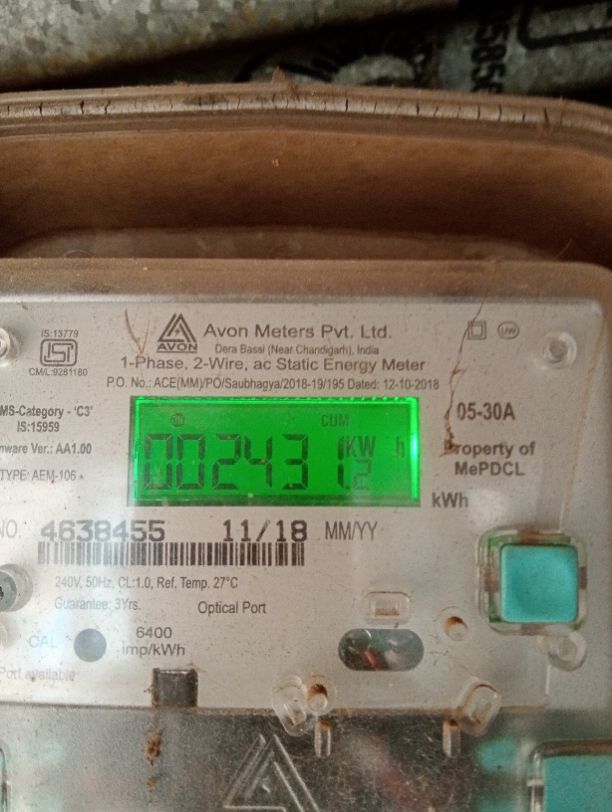 IS:13779
AVON
Avon Meters Pvt. Ltd.
UW
Dera Bassi (Near Chandigarh), India
CM/L:9281180
1-Phase, 2-Wire, ac Static Energy Meter
P.O. No.: ACE(MM)/PO/Saubhagya/2018-19/195 Dated: 12-10-2018
MS-Category - 'C3'
IS:15959
CUM
05-30A
mware Ver.: AA1.00
002431.2 KW h
Property of
MePDCL
TYPE: AEM-106
kWh
NO. 4638455 11/18 MM/YY
240V, 50Hz, CL:1.0, Ref. Temp. 27°C
Guarantee: 3Yrs. Optical Port
CAL
6400
imp/kWh
Port available